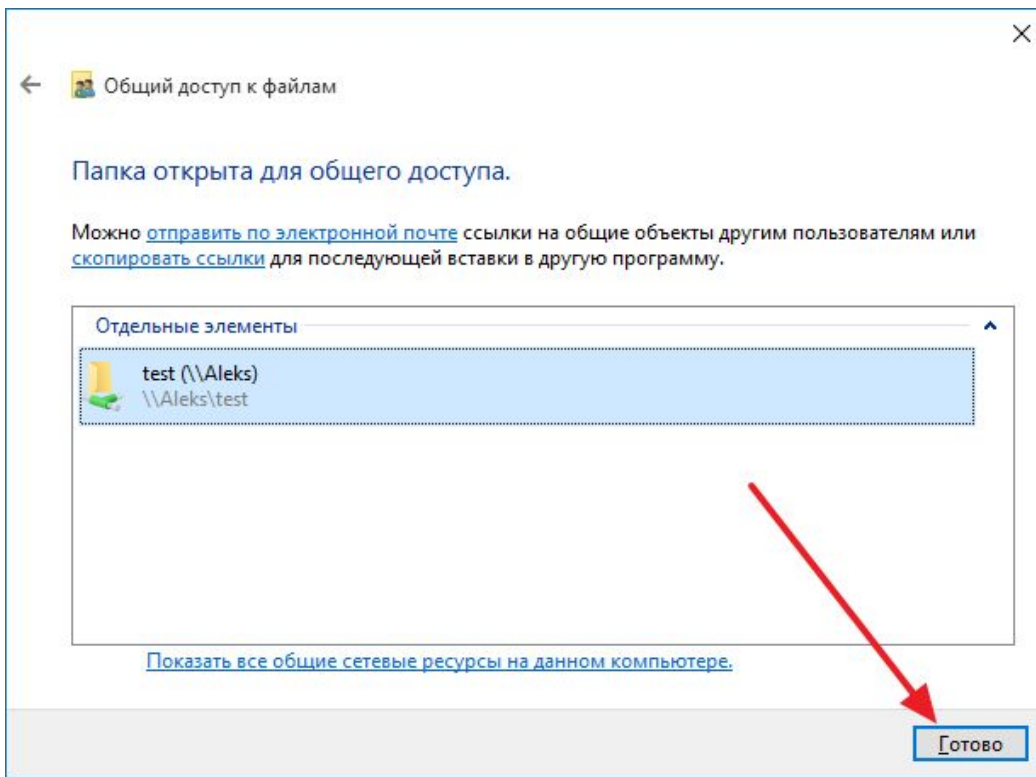 Общий доступ к файлам
Папка открыта для общего доступа.
Можно отправить по электронной почте ссылки на общие объекты другим пользователям или
скопировать ссылки для последующей вставки в другую программу.
Отдельные элементы
test (\\Aleks)
\\Aleks\test
Показать все общие сетевые ресурсы на данном компьютере.
Готово